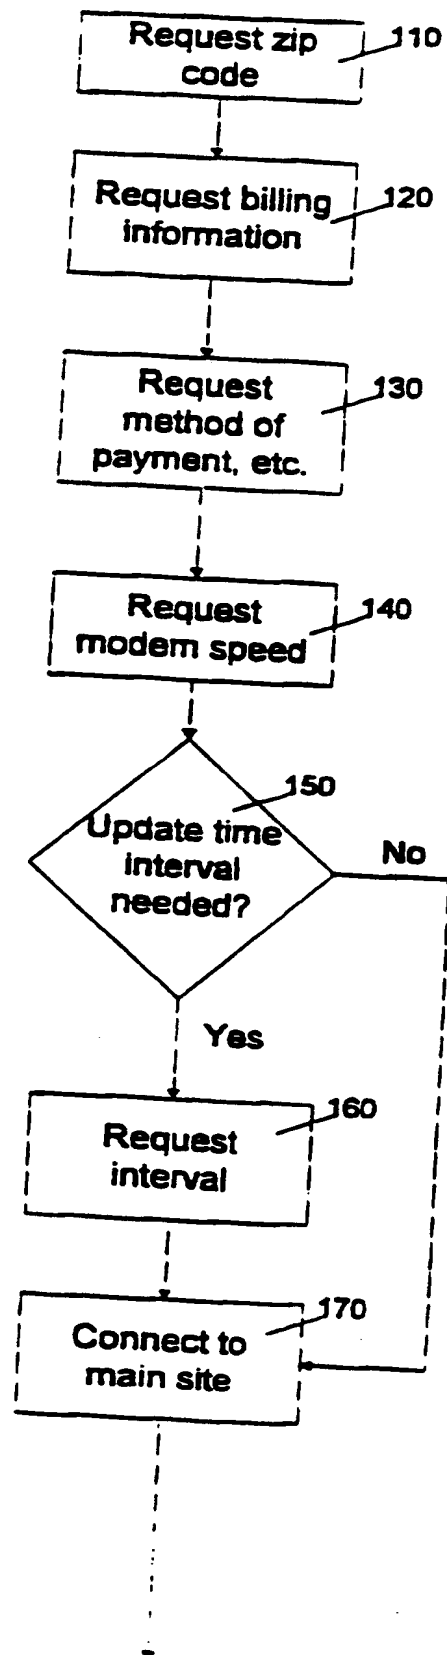 Request zip
code
110
Request billing
information
120
Request
method of
payment, etc.
130
Request
modem speed
140
150
Update time
interval
needed?
No
Yes
160
Request
interval
170
Connect to
main site